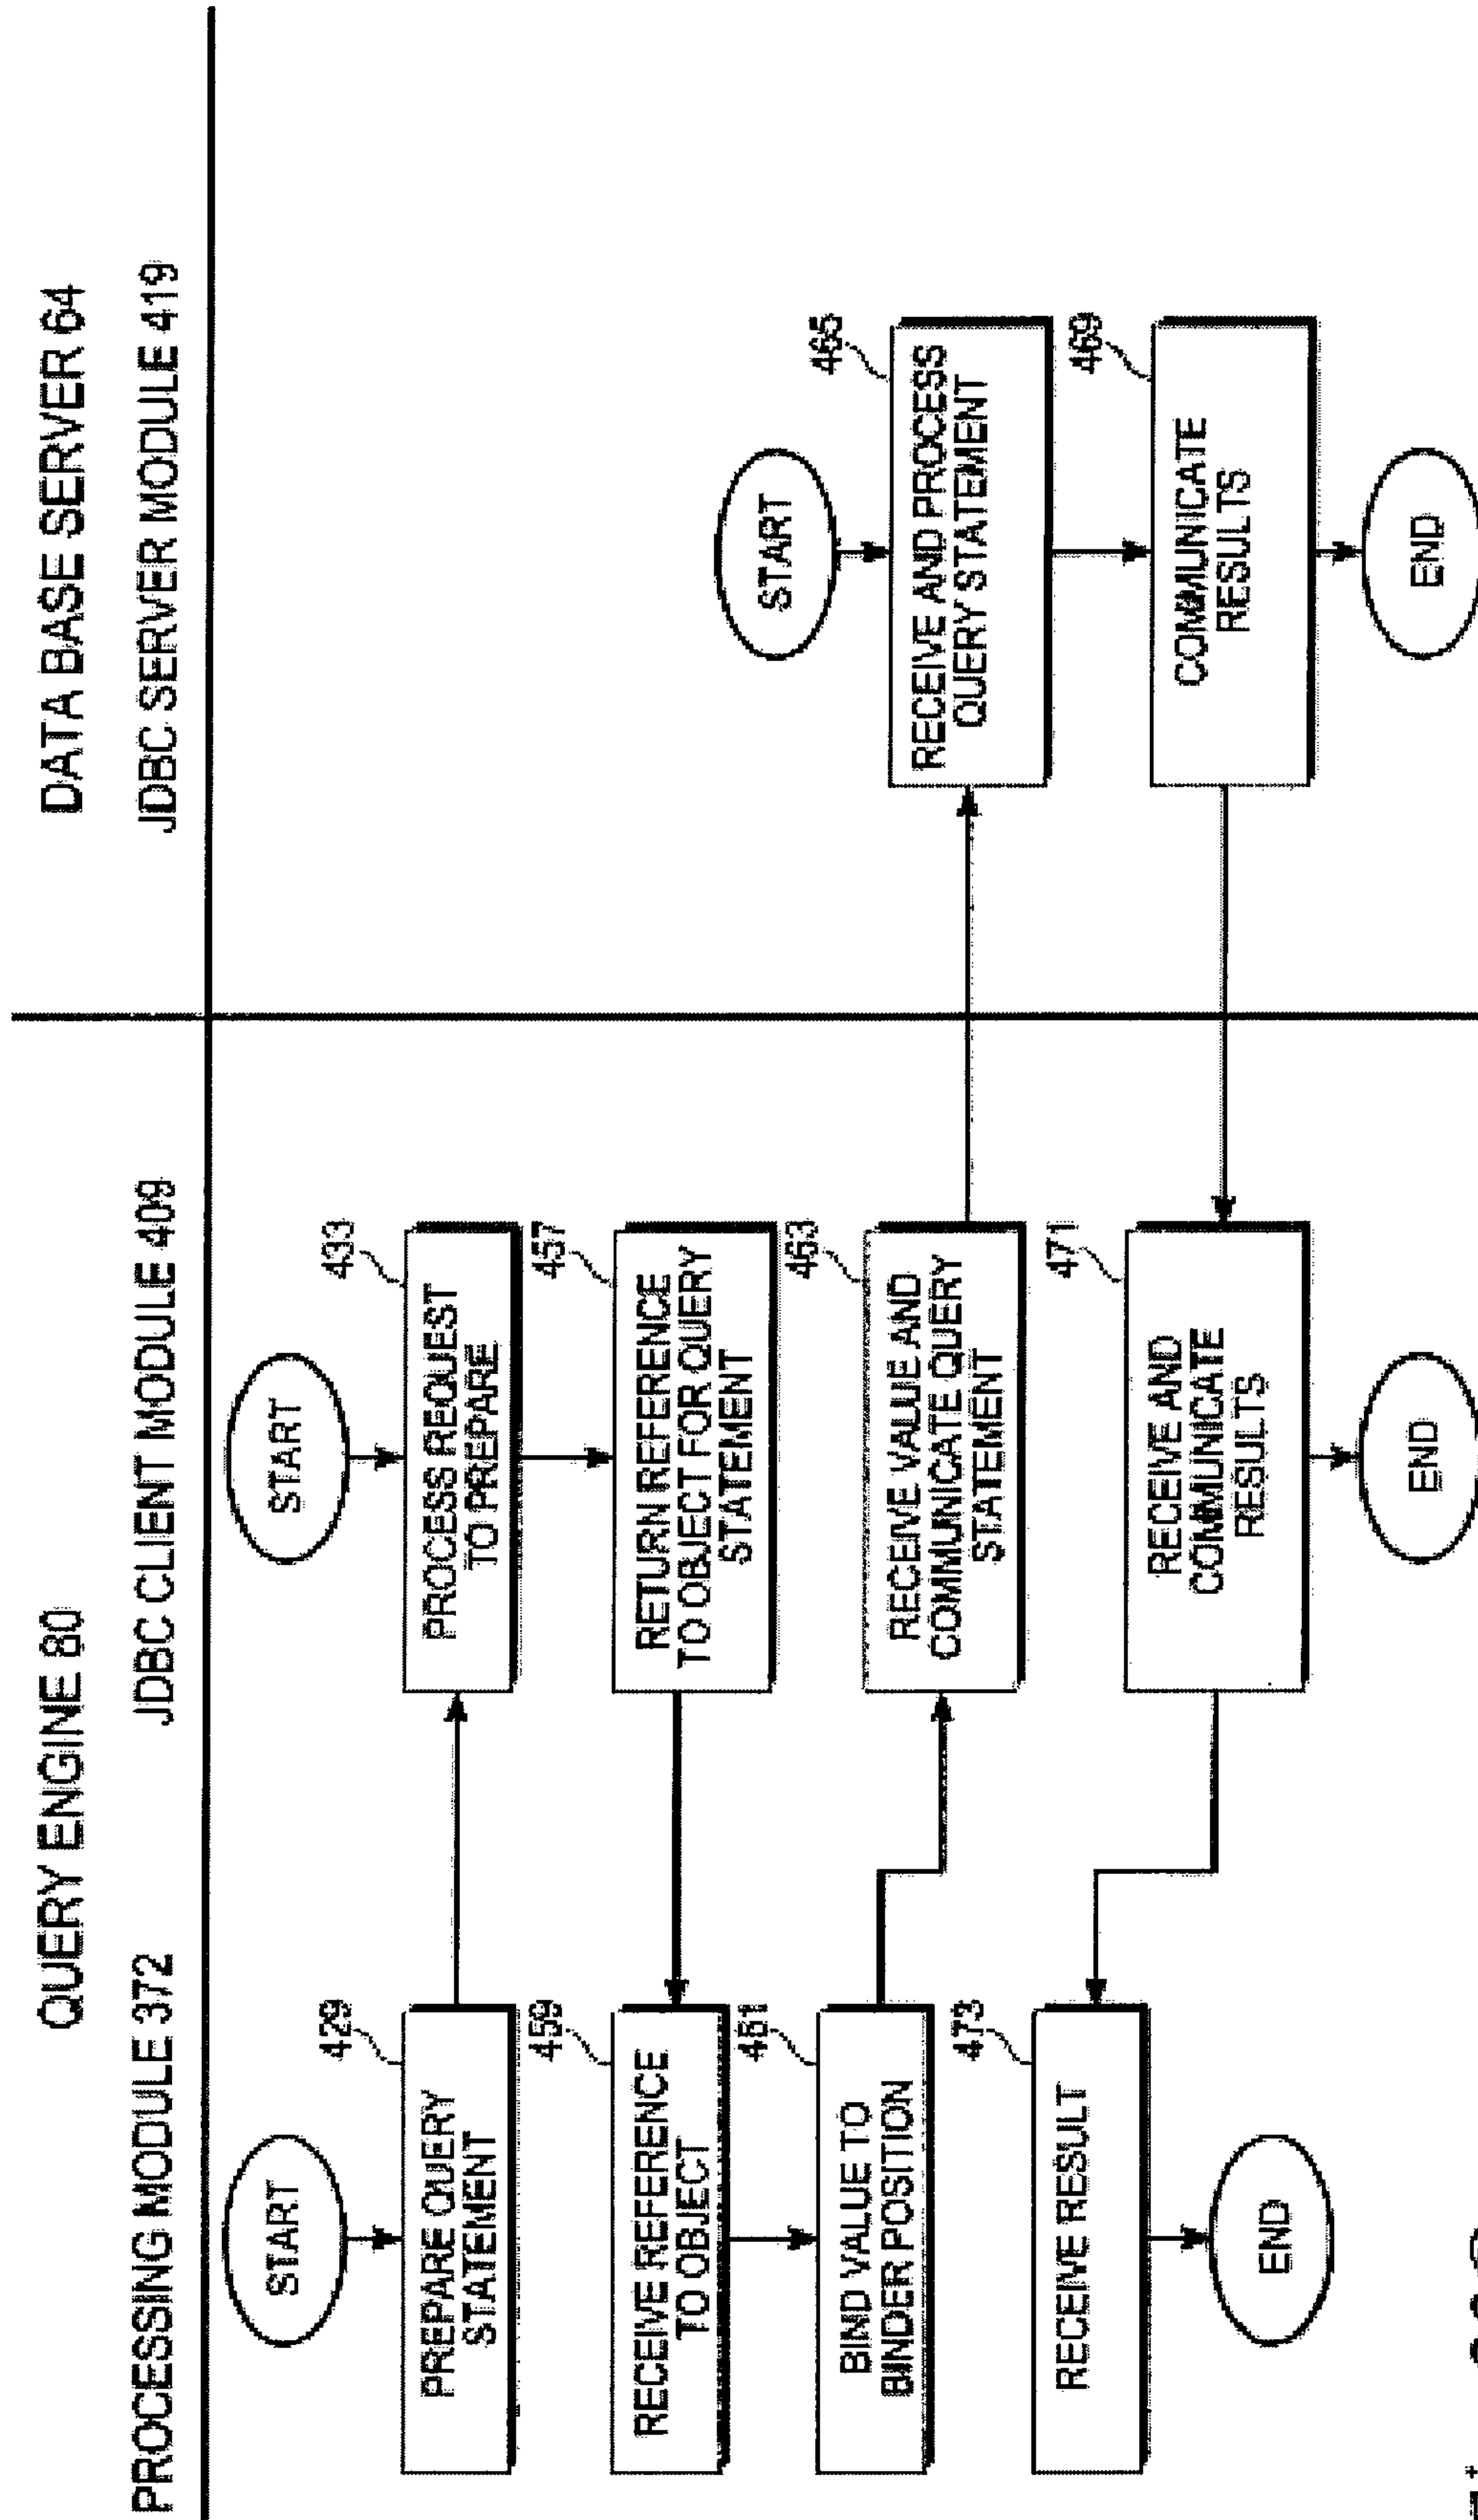 QUERY ENGINE 80
DATA BASE SERVER 64
PROCESSING MODULE 372
JDBC CLIENT MODULE 409
JDBC SERVER MODULE 419
START
429
PREPARE QUERY
STATEMENT
459
RECEIVE REFERENCE
TO OBJECT
461
BIND VALUE TO
BINDER POSITION
473
RECEIVE RESULT
END
START
433
PROCESS REQUEST
TO PREPARE
457
RETURN REFERENCE
TO OBJECT FOR QUERY
STATEMENT
463
RECEIVE VALUE AND
COMMUNICATE QUERY
STATEMENT
471
RECEIVE AND
COMMUNICATE
RESULTS
END
START
465
RECEIVE AND PROCESS
QUERY STATEMENT
469
COMMUNICATE
RESULTS
END